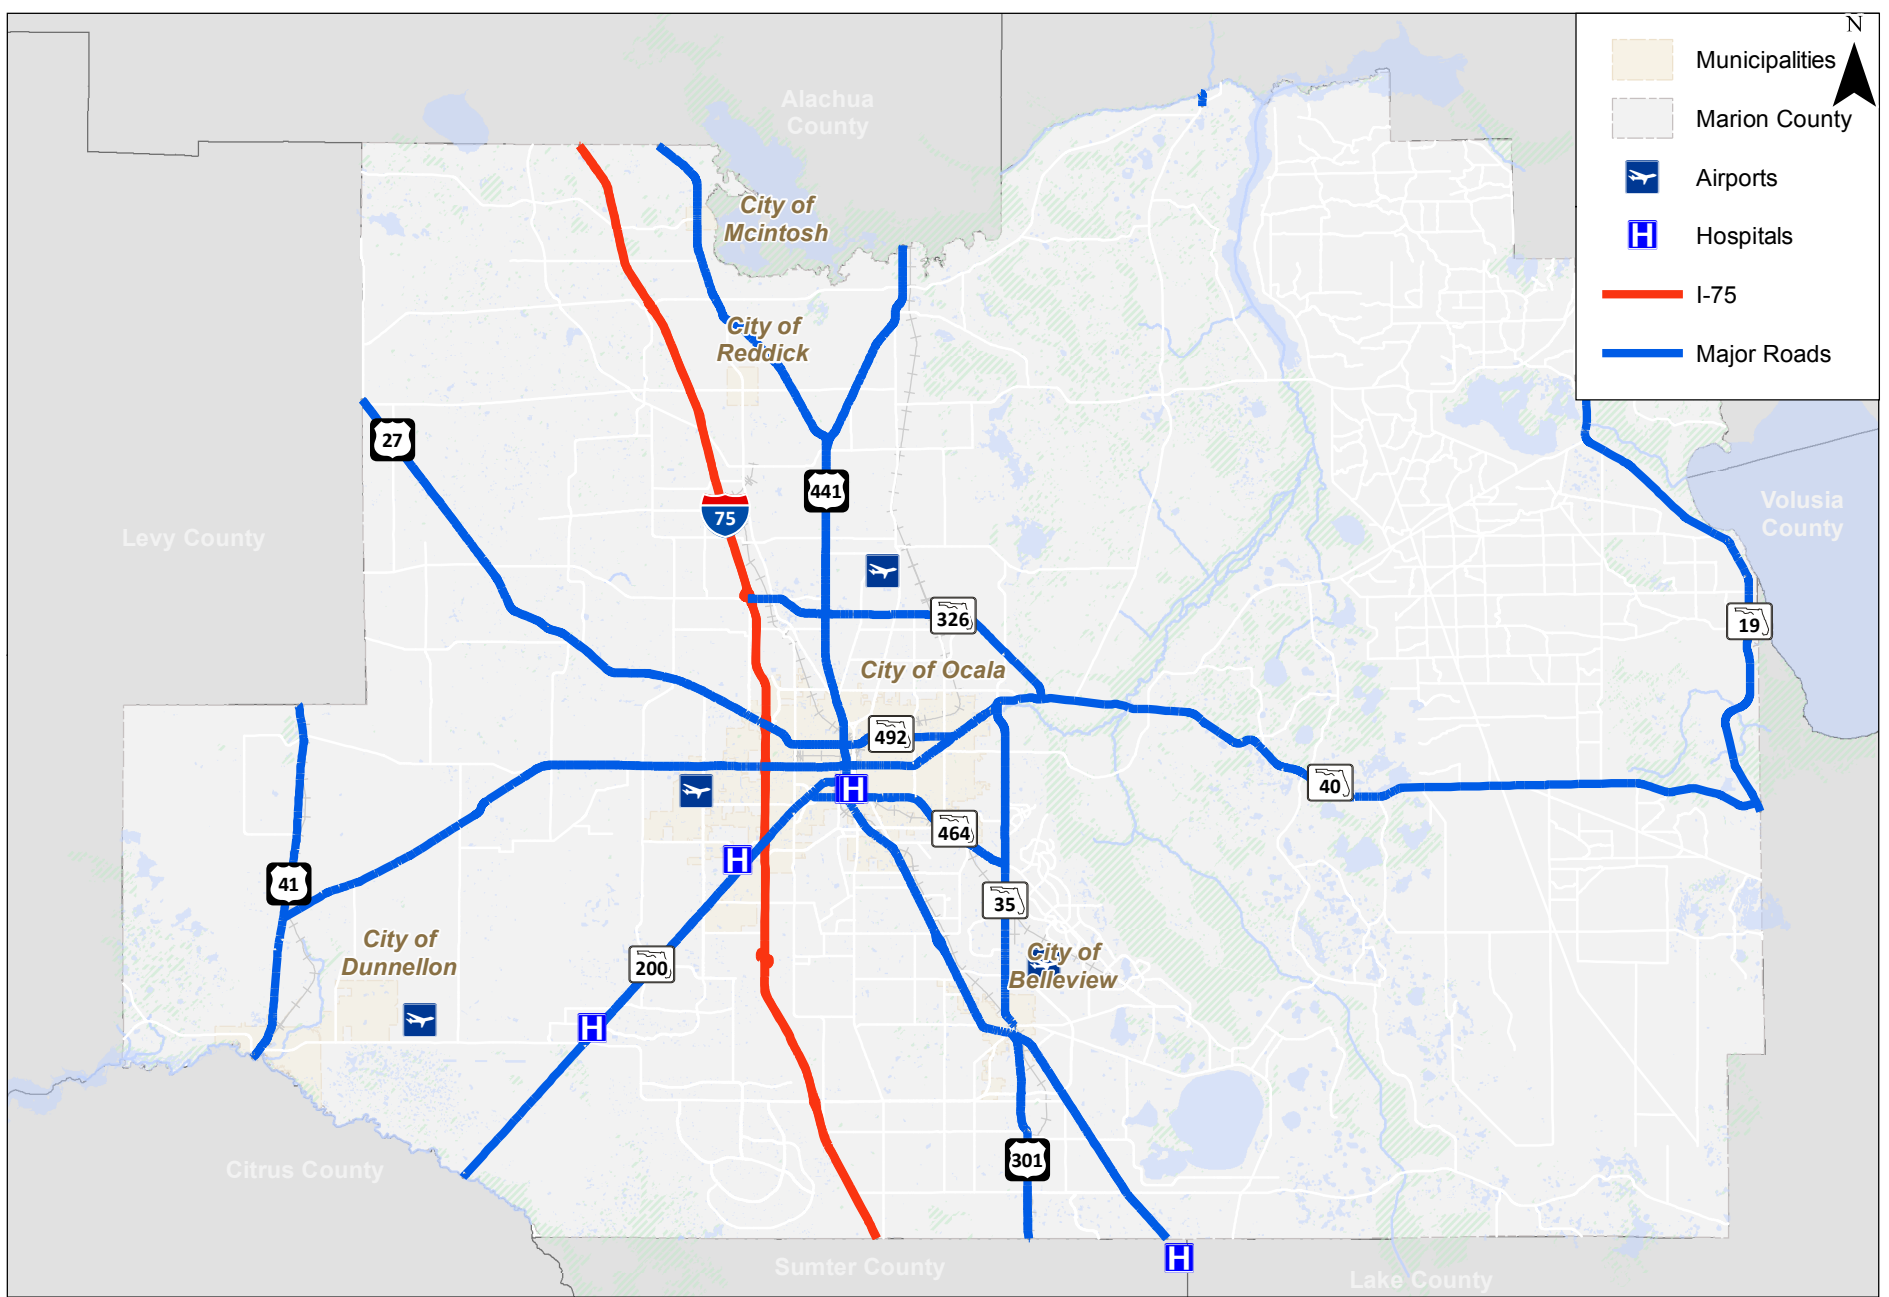 N
Municipalities
Marion County
Airports
H
Hospitals
I-75
Major Roads
Alachua
County
City of
Mcintosh
City of
Reddick
27
441
75
Levy County
Volusia
County
326
19
City of Ocala
492
40
H
464
H
41
35
City of
Dunnellon
200
City of
Belleview
H
301
Citrus County
Sumter County
H
Lake County